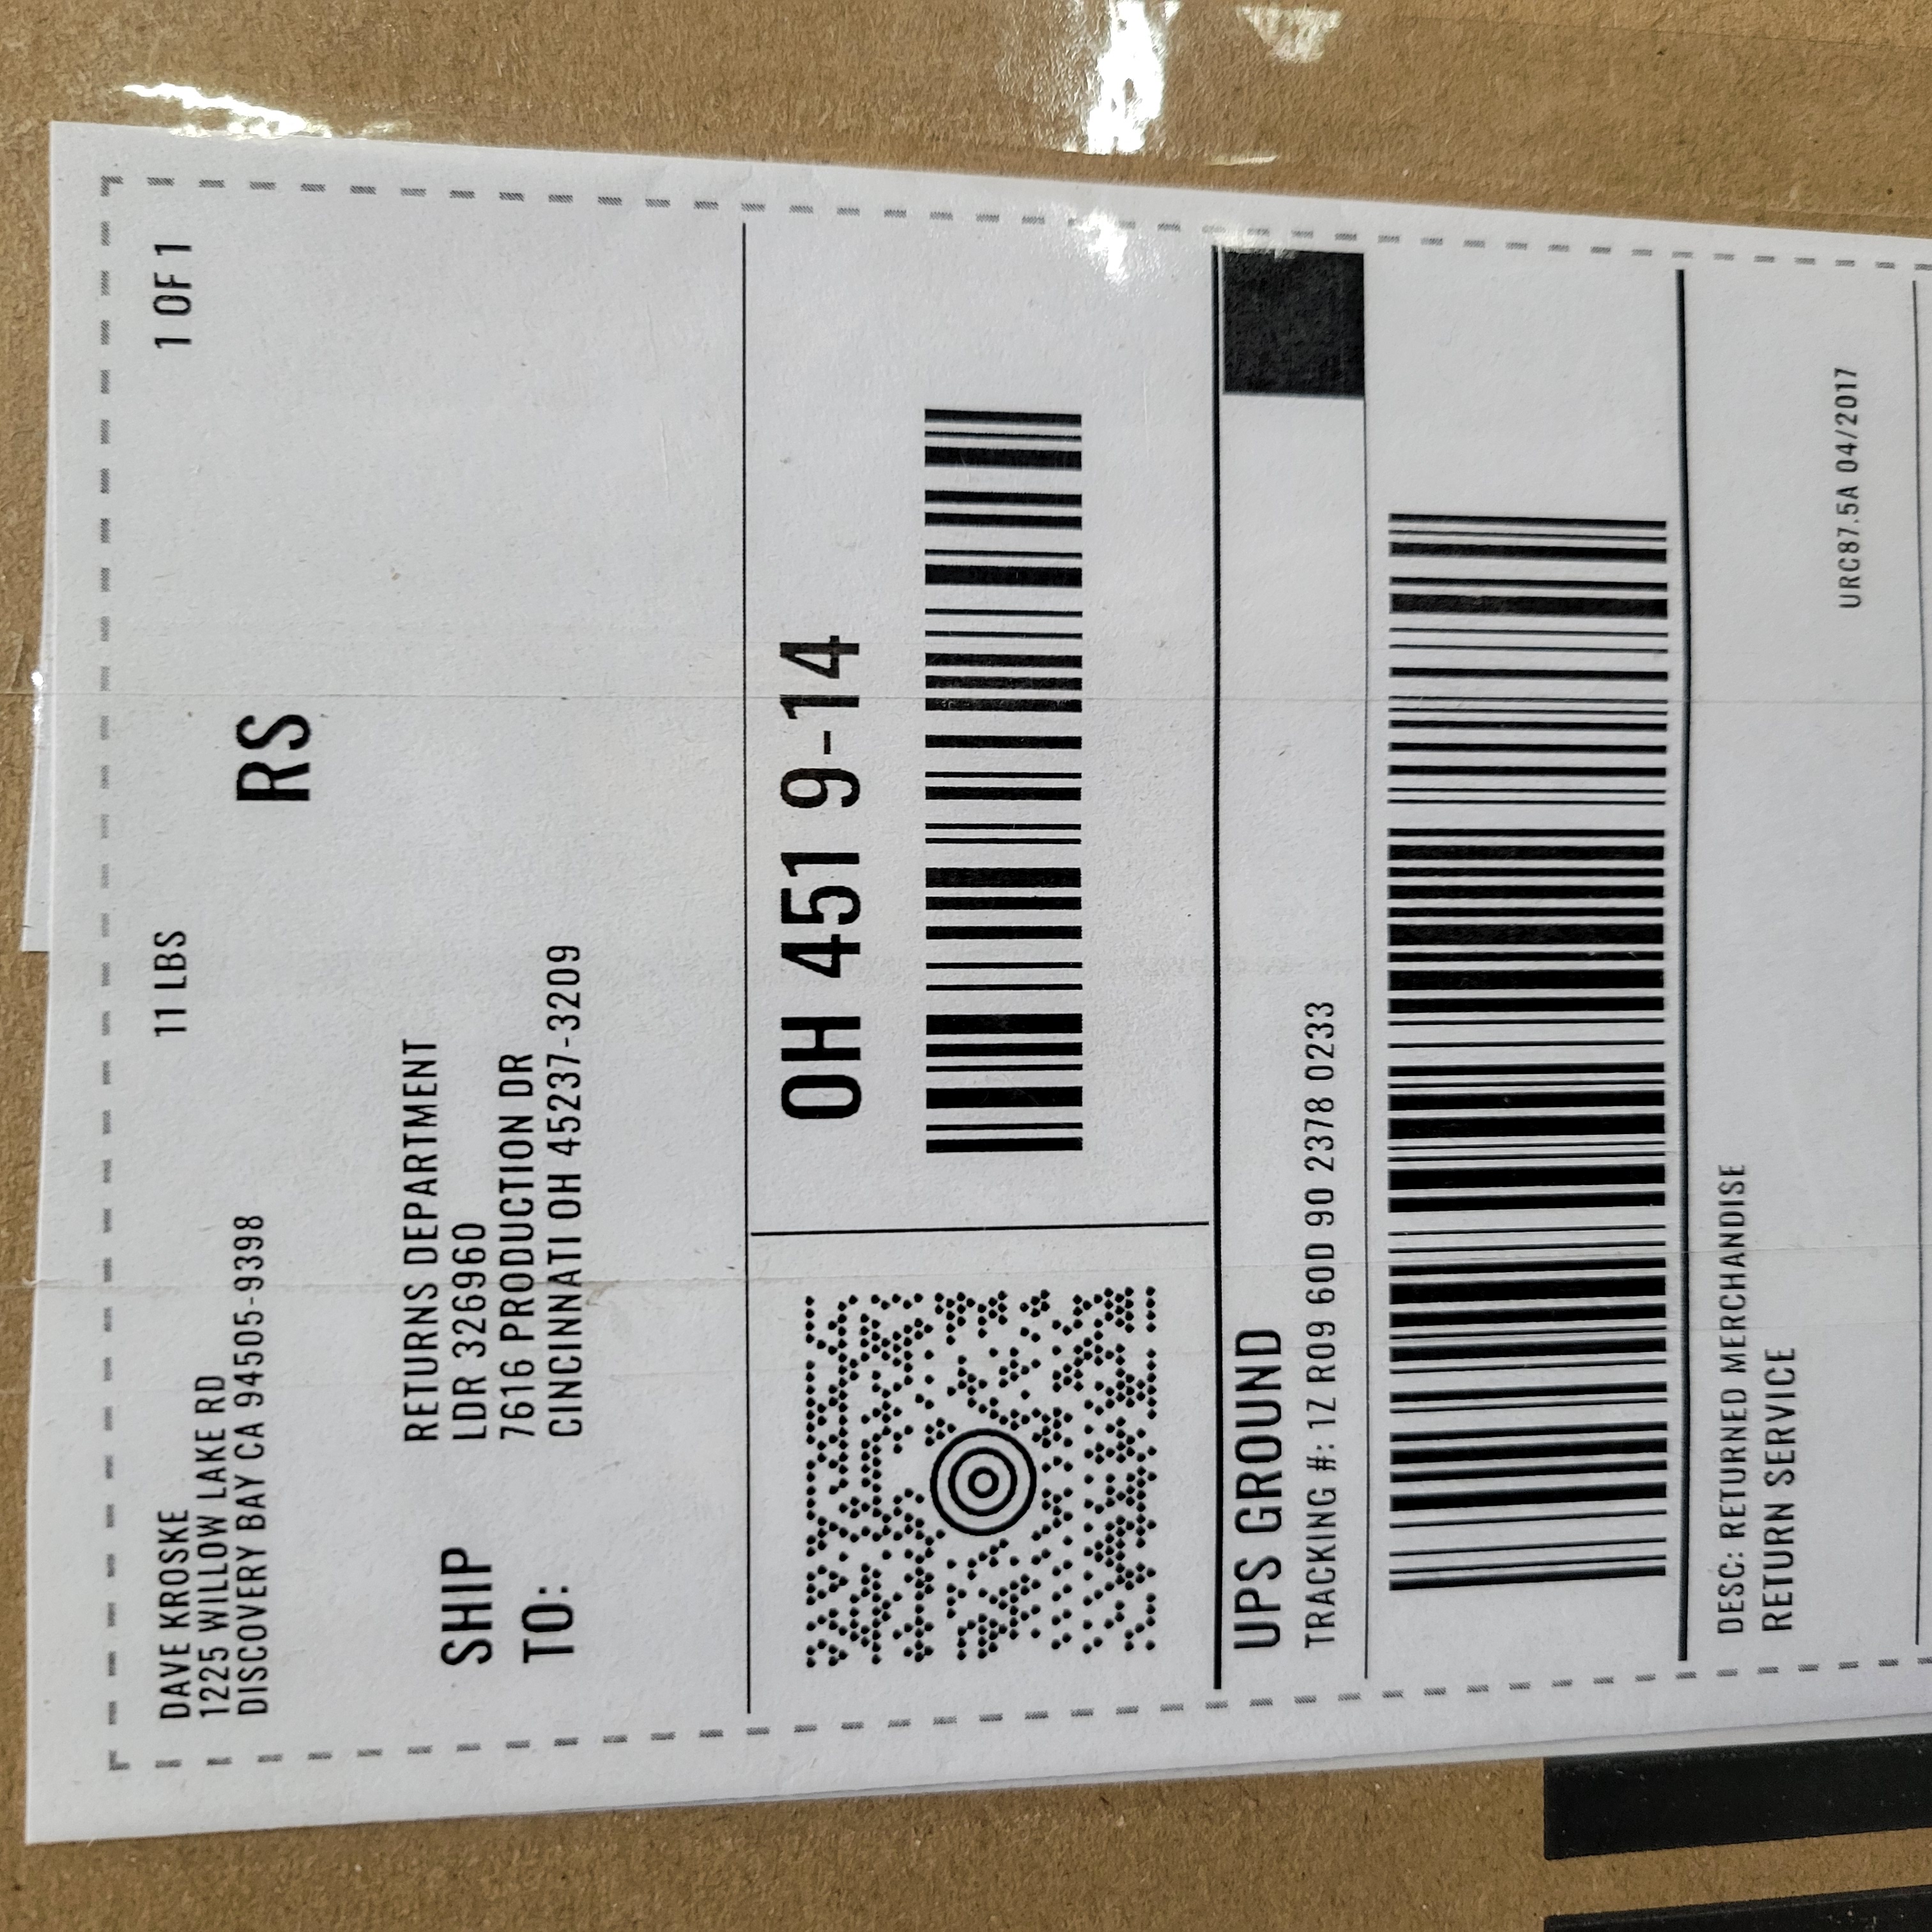 DAVE KROSKE
1225 WILLOW LAKE RD
DISCOVERY BAY CA 94505-9398
11 LBS
1 OF 1
RS
SHIP
TO:
RETURNS DEPARTMENT
LDR 326960
7616 PRODUCTION DR
CINCINNATI OH 45237-3209
OH 451 9-14
UPS GROUND
TRACKING #: 1Z R09 60D 90 2378 0233
DESC: RETURNED MERCHANDISE
RETURN SERVICE
URC87.5A 04/2017